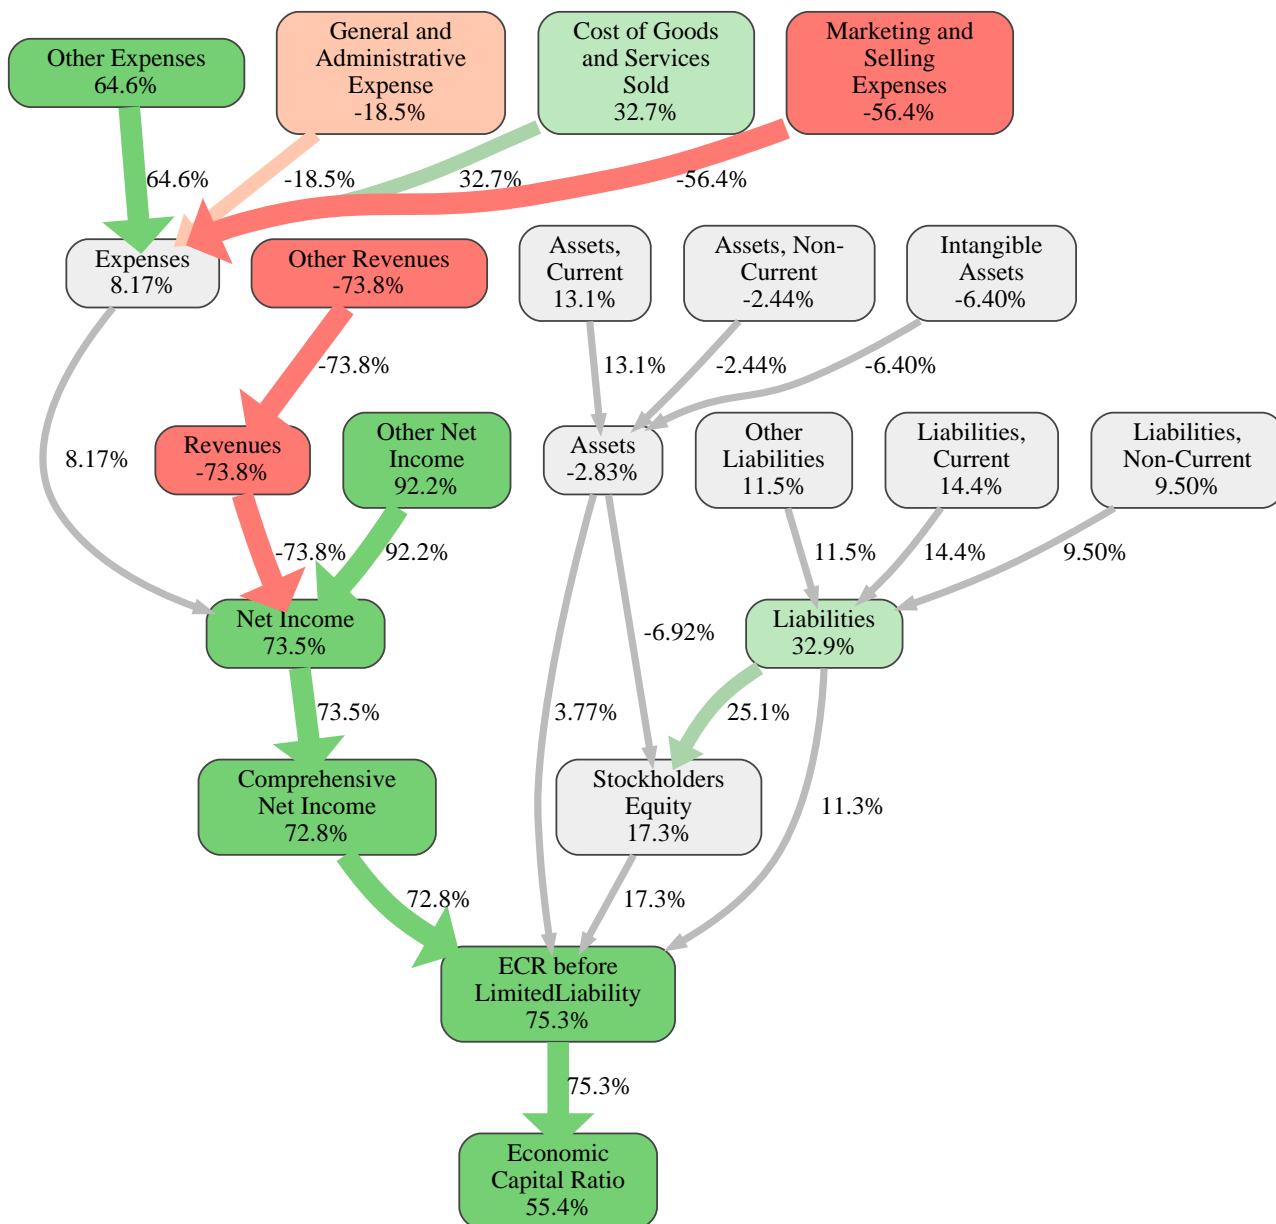 Other Expenses
64.6%
General and
Administrative
Expense
-18.5%
Cost of Goods
and Services
Sold
32.7%
Marketing and
Selling
Expenses
-56.4%
64.6%
-18.5%
32.7%
-56.4%
Expenses
8.17%
Other Revenues
-73.8%
Assets,
Current
13.1%
Assets, Non-
Current
-2.44%
Intangible
Assets
-6.40%
-73.8%
13.1%
-2.44%
-6.40%
8.17%
Revenues
-73.8%
Other Net
Income
92.2%
Assets
-2.83%
Other
Liabilities
11.5%
Liabilities,
Current
14.4%
Liabilities,
Non-Current
9.50%
-73.8%
92.2%
11.5%
14.4%
9.50%
Net Income
73.5%
-6.92%
Liabilities
32.9%
73.5%
3.77%
25.1%
Comprehensive
Net Income
72.8%
Stockholders
Equity
17.3%
11.3%
72.8%
17.3%
ECR before
LimitedLiability
75.3%
75.3%
Economic
Capital Ratio
55.4%